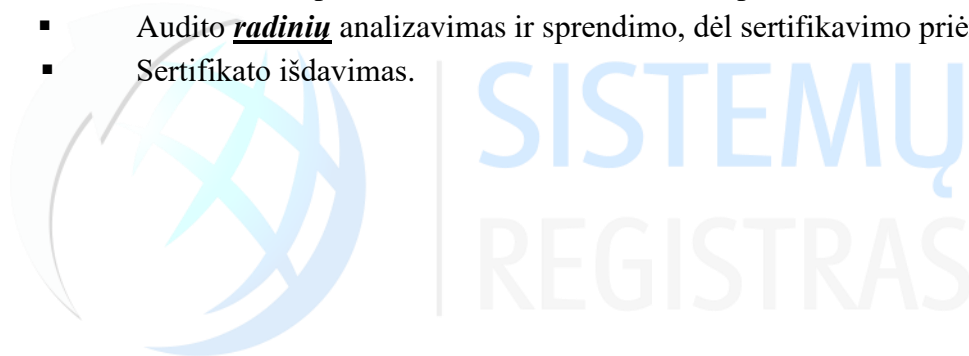 ▪ Audito radinių analizavimas ir sprendimo, dėl sertifikavimo priė
▪ Sertifikato išdavimas.
SISTEMŲ
REGISTRAS